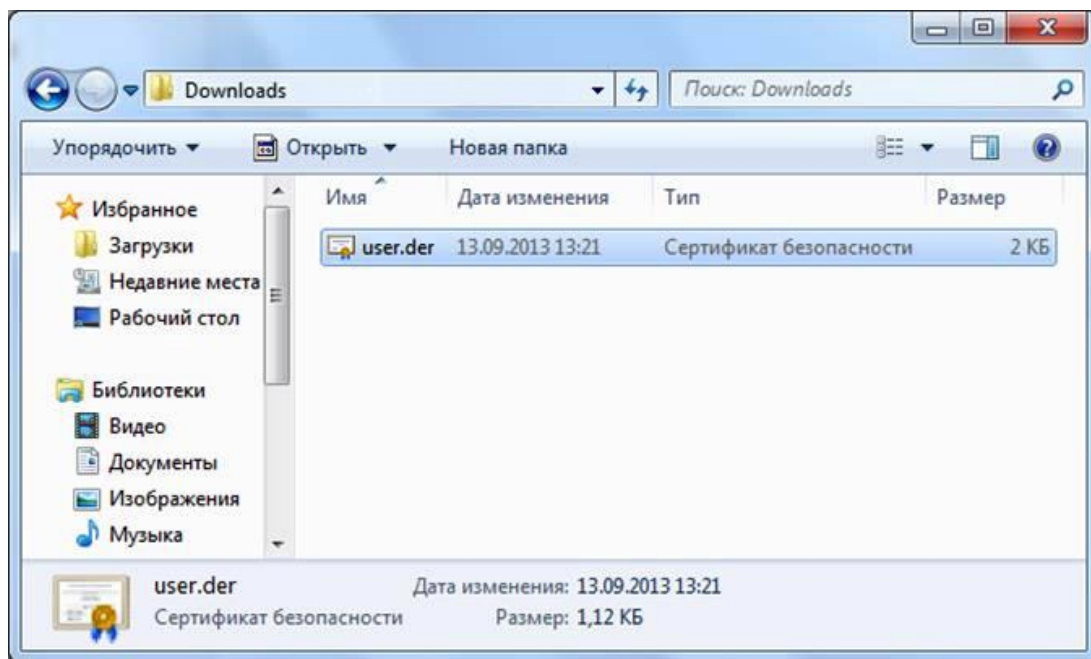 Downloads
Поиск: Downloads
Упорядочить
Открыть
Новая папка
Имя Дата изменения Тип Размер
user.der 13.09.2013 13:21 Сертификат безопасности 2 КБ
Избранное
Загрузки
Недавние места
Рабочий стол
Библиотеки
Видео
Документы
Изображения
Музыка
user.der Дата изменения: 13.09.2013 13:21
Сертификат безопасности Размер: 1,12 КБ